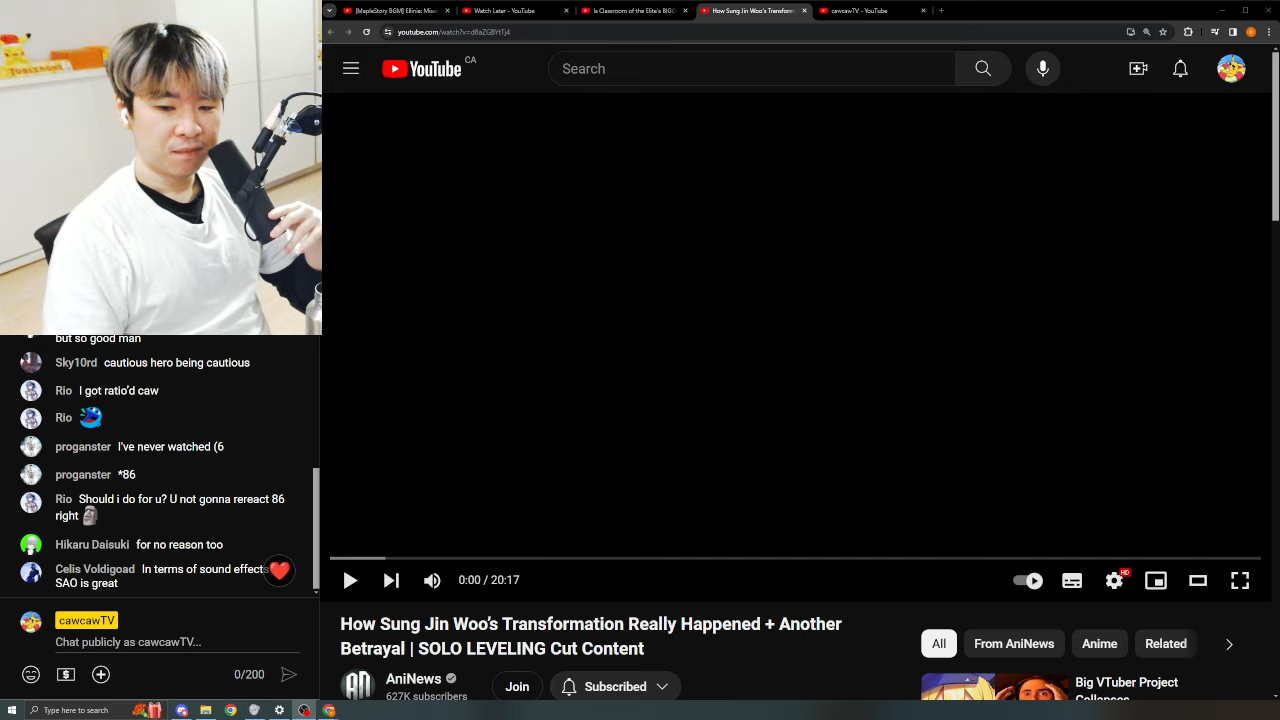 [MapleStory BGM] Ellinia: Miss
Watch Later - YouTube
Is Classroom of the Elite's BIGG
How Sung Jin Woo's Transform
cawcawTV - YouTube
youtube.com/watch?v=d8aZGBYtTj4
YouTube CA
Search
but so good man
Sky10rd cautious hero being cautious
Rio I got ratio'd caw
Rio
proganster I've never watched (6
proganster *86
Rio Should i do for u? U not gonna rereact 86
right
Hikaru Daisuki for no reason too
Celis Voldigoad In terms of sound effects
SAO is great
cawcawTV
Chat publicly as cawcawTV...
0/200
0:00 / 20:17
HD
How Sung Jin Woo's Transformation Really Happened + Another
Betrayal | SOLO LEVELING Cut Content
AniNews
627K subscribers
Join
Subscribed
All
From AniNews
Anime
Related
Big VTuber Project
Collapses
Type here to search